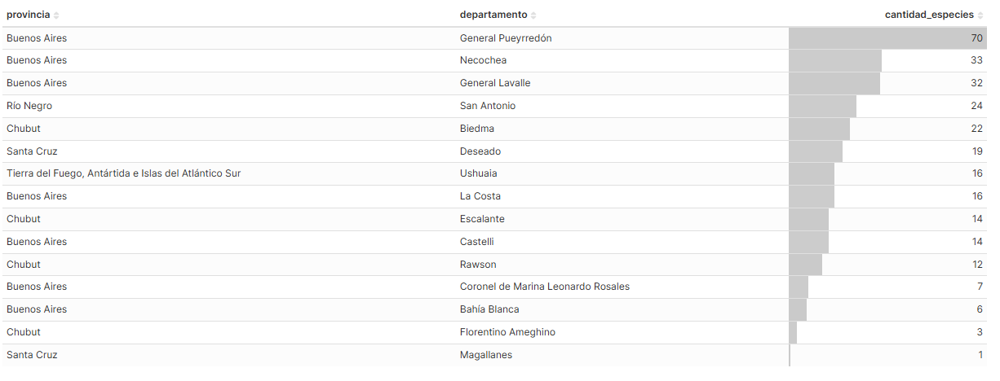 provincia departamento cantidad_especies
Buenos Aires General Pueyrredón 70
Buenos Aires Necochea 33
Buenos Aires General Lavalle 32
Río Negro San Antonio 24
Chubut Biedma 22
Santa Cruz Deseado 19
Tierra del Fuego, Antártida e Islas del Atlántico Sur Ushuaia 16
Buenos Aires La Costa 16
Chubut Escalante 14
Buenos Aires Castelli 14
Chubut Rawson 12
Buenos Aires Coronel de Marina Leonardo Rosales 7
Buenos Aires Bahía Blanca 6
Chubut Florentino Ameghino 3
Santa Cruz Magallanes 1